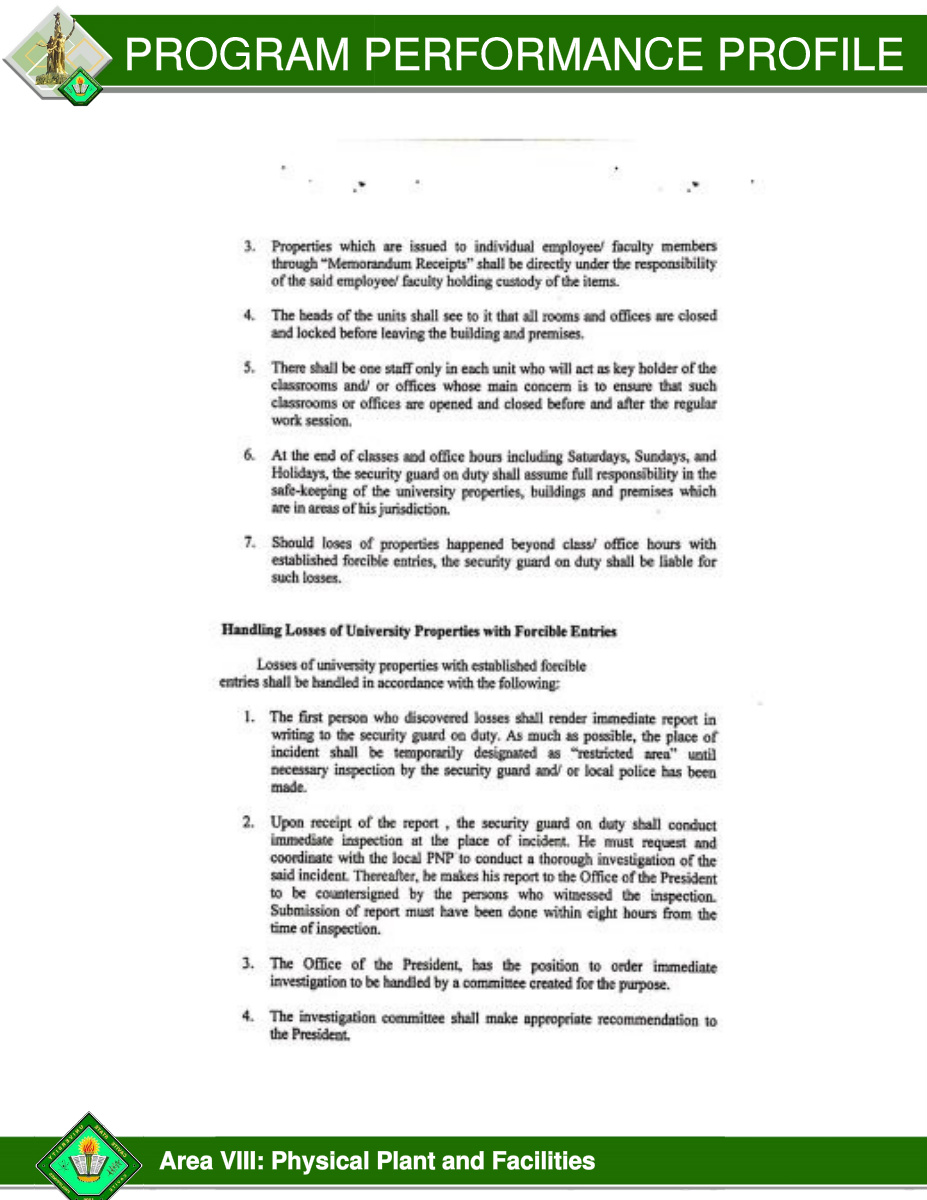 PROGRAM PERFORMANCE PROFILE
3. Properties which are issued to individual employee/ faculty members
through “Memorandum Receipts” shall be directly under the responsibility
of the said employee/ faculty holding custody of the items.
4. The heads of the units shall see to it that all rooms and offices are closed
and locked before leaving the building and premises.
5. There shall be one staff only in each unit who will act as key holder of the
classrooms and/ or offices whose main concern is to ensure that such
classrooms or offices are opened and closed before and after the regular
work session.
6. At the end of classes and office hours including Saturdays, Sundays, and
Holidays, the security guard on duty shall assume full responsibility in the
safe-keeping of the university properties, buildings and premises which
are in areas of his jurisdiction.
7. Should loses of properties happened beyond class/ office hours with
established forcible entries, the security guard on duty shall be liable for
such losses.
Handling Losses of University Properties with Forcible Entries
Losses of university properties with established forcible
entries shall be handled in accordance with the following:
1. The first person who discovered losses shall render immediate report in
writing to the security guard on duty. As much as possible, the place of
incident shall be temporarily designated as “restricted area” until
necessary inspection by the security guard and/ or local police has been
made.
2. Upon receipt of the report , the security guard on duty shall conduct
immediate inspection at the place of incident. He must request and
coordinate with the local PNP to conduct a thorough investigation of the
said incident. Thereafter, he makes his report to the Office of the President
to be countersigned by the persons who witnessed the inspection.
Submission of report must have been done within eight hours from the
time of inspection.
3. The Office of the President, has the position to order immediate
investigation to be handled by a committee created for the purpose.
4. The investigation committee shall make appropriate recommendation to
the President.
Area VIII: Physical Plant and Facilities